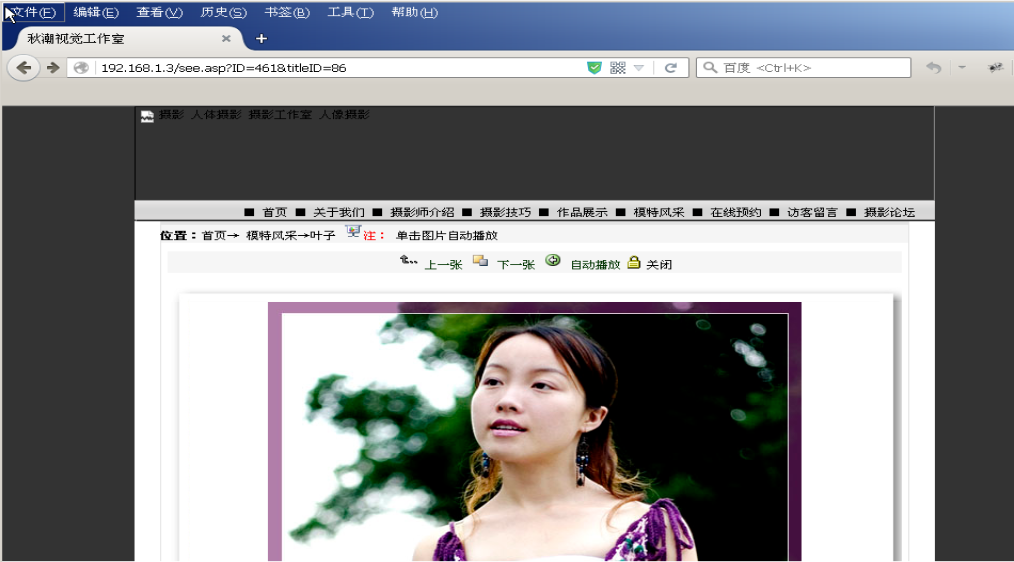 文件(F) 编辑(E) 查看(V) 历史(S) 书签(B) 工具(T) 帮助(H)
秋潮视觉工作室
192.168.1.3/see.asp?ID=461&titleID=86 百度 <Ctrl+K>
摄影 人体摄影 摄影工作室 人像摄影
■ 首页 ■ 关于我们 ■ 摄影师介绍 ■ 摄影技巧 ■ 作品展示 ■ 模特风采 ■ 在线预约 ■ 访客留言 ■ 摄影论坛
位置：首页→ 模特风采→叶子 注： 单击图片自动播放
上一张 下一张 自动播放 关闭